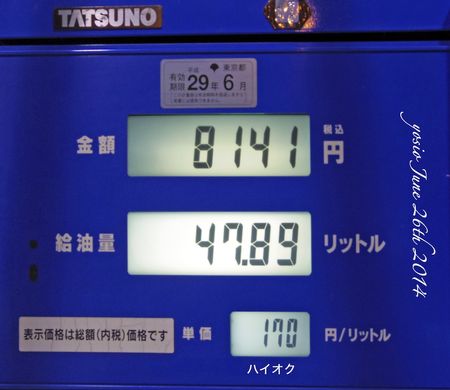 TATSUNO
平成 東京都
有効期限 29年 6月
金額 8141 税込 円
給油量 47.89 リットル
表示価格は総額(内税)価格です 単価 170 円/リットル
ハイオク
yosio June 26th 2014